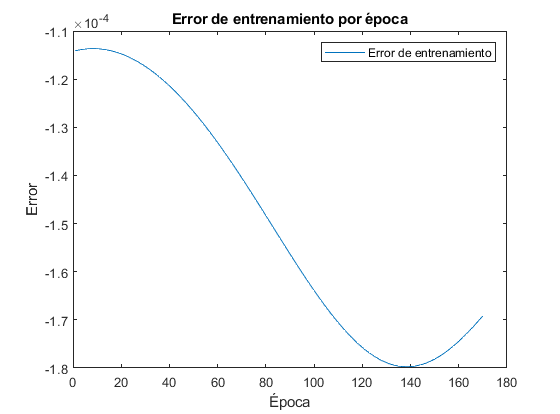 Error de entrenamiento por época
×10-4
-1.1
Error de entrenamiento
-1.2
-1.3
-1.4
-1.5
-1.6
-1.7
-1.8
Error
0 20 40 60 80 100 120 140 160 180
Época